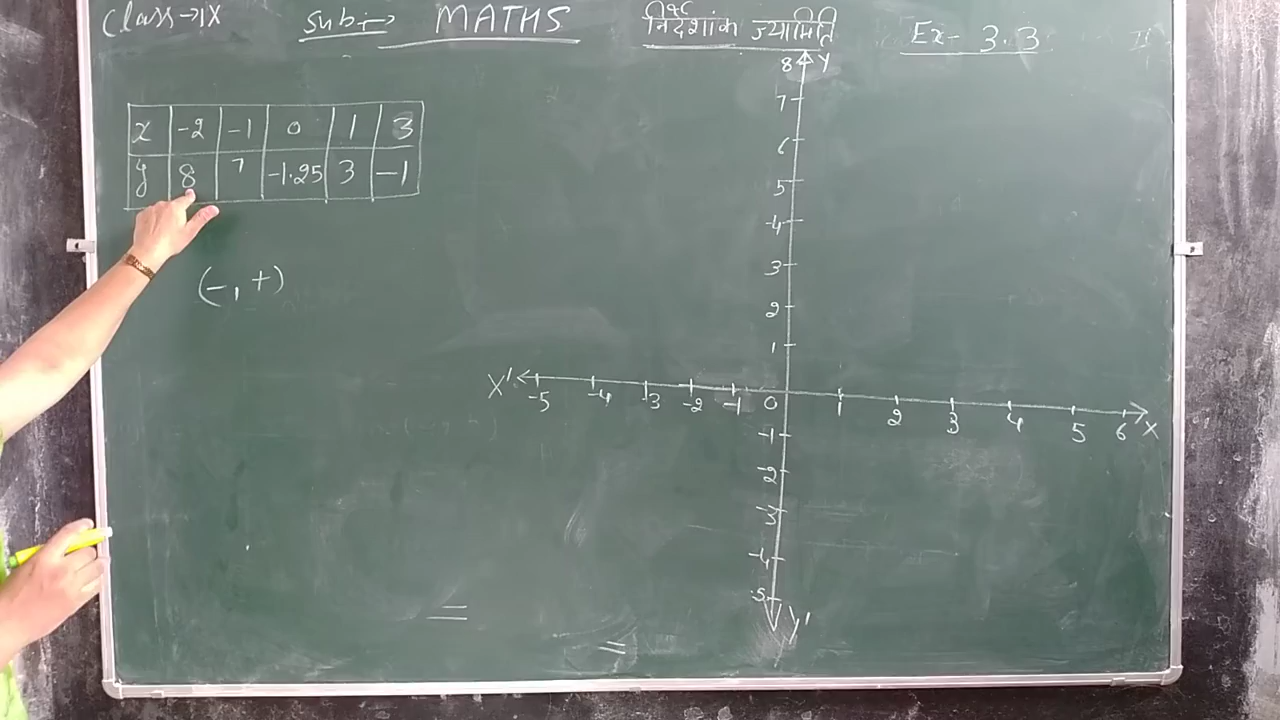 Class→IX Sub:→ MATHS निर्देशांक ज्यामिति Ex- 3.3
x -2 -1 0 1 3
y 8 7 -1.25 3 -1
(-, +)
8 Y
7
6
5
4
3
2
1
X' -5 -4 -3 -2 -1 0 1 2 3 4 5 6 X
-1
-2
-3
-4
-5
Y'